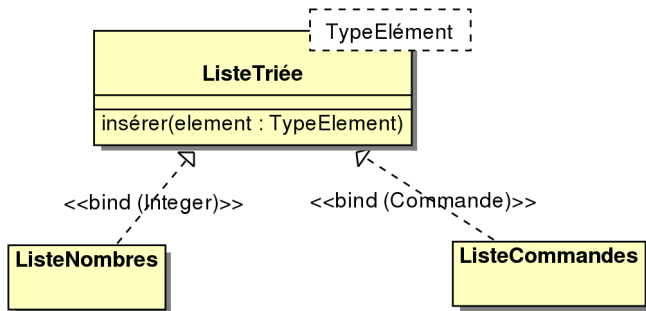 TypeElément
ListeTriée
insérer(element : TypeElement)
<<bind (Integer)>>
<<bind (Commande)>>
ListeNombres
ListeCommandes